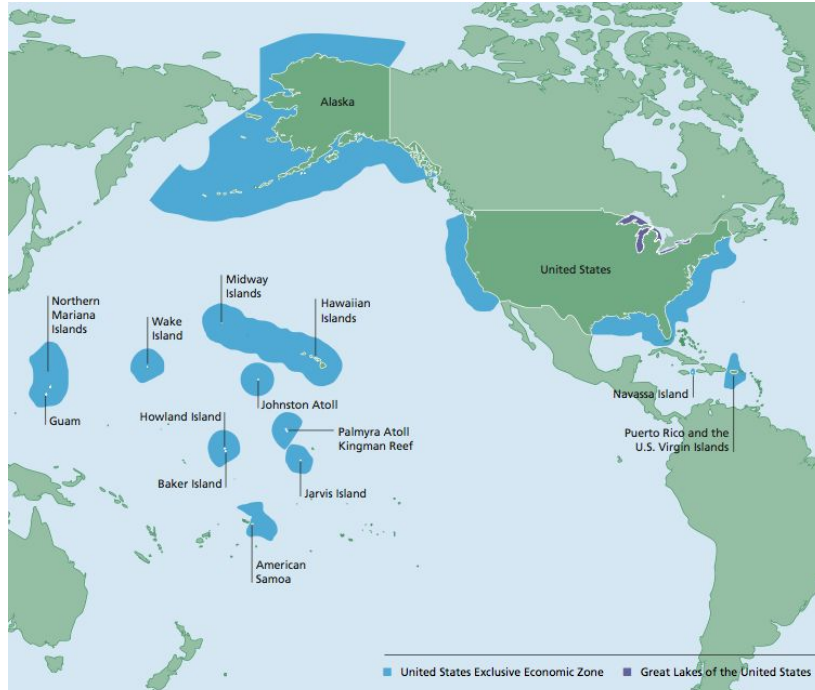 Alaska
United States
Midway
Islands
Northern
Mariana
Islands
Wake
Island
Hawaiian
Islands
Guam
Johnston Atoll
Howland Island
Palmyra Atoll
Kingman Reef
Baker Island
Jarvis Island
American
Samoa
Navassa Island
Puerto Rico and the
U.S. Virgin Islands
United States Exclusive Economic Zone
Great Lakes of the United States